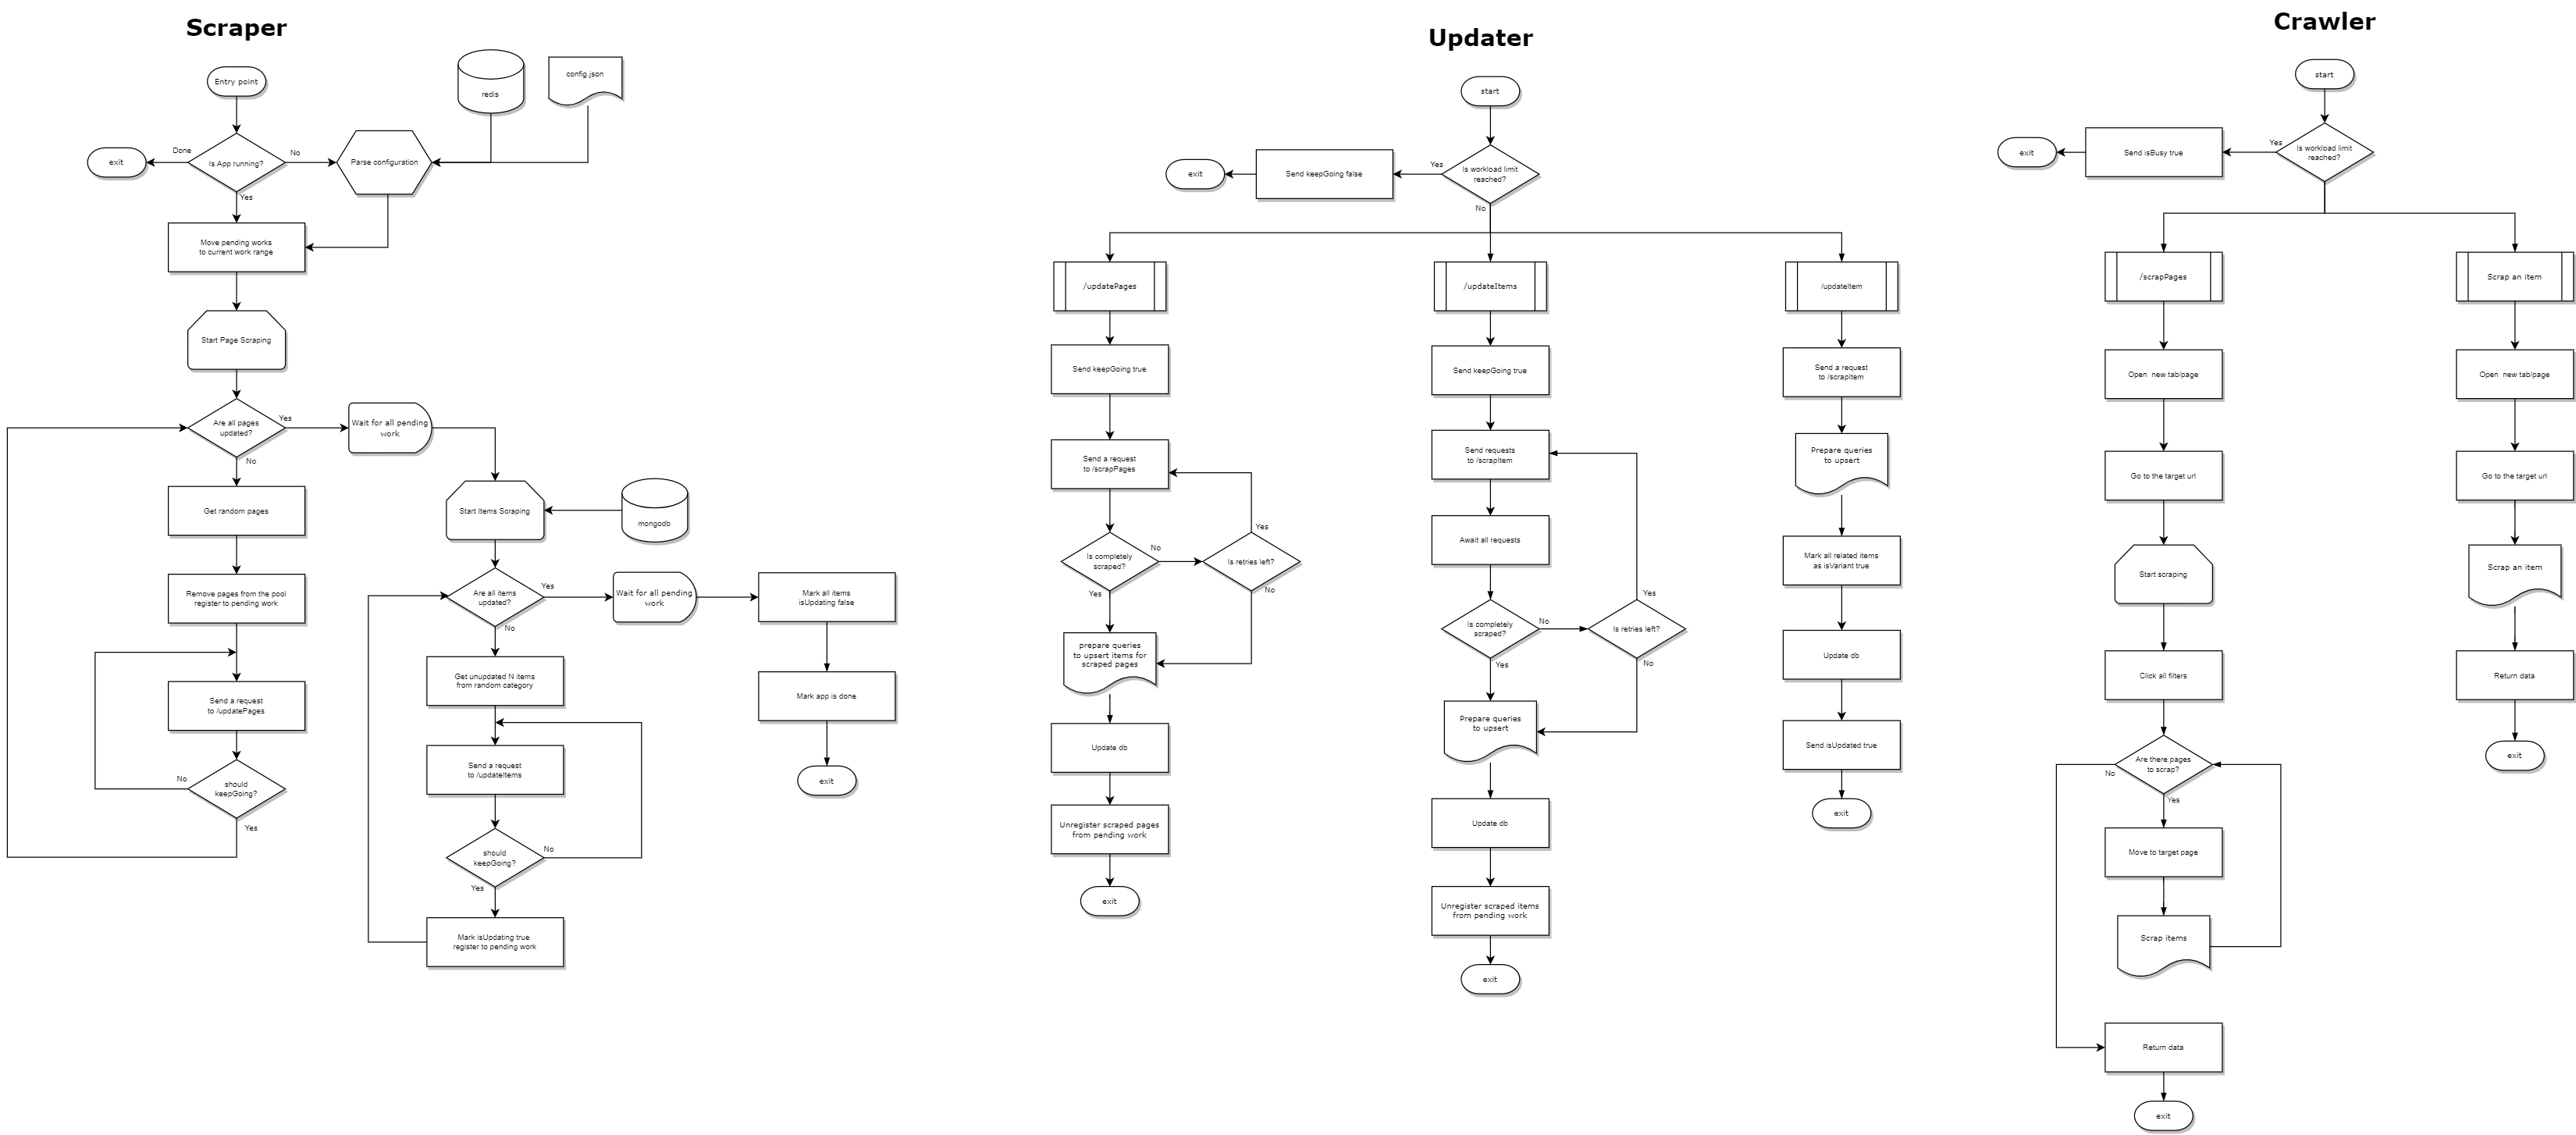 Scraper
Entry point
redis
config.json
Done
exit
Is App running?
No
Parse configuration
Yes
Move pending works
to current work range
Start Page Scraping
Are all pages
updated?
Yes
Wait for all pending
work
No
Get random pages
Start Items Scraping
mongodb
Remove pages from the pool
register to pending work
Are all items
updated?
Yes
Wait for all pending
work
Mark all items
isUpdating false
No
Send a request
to /updatePages
Get unupdated N items
from random category
Mark app is done
No
should
keepGoing?
Yes
Send a request
to /updateItems
exit
should
keepGoing?
No
Yes
Mark isUpdating true
register to pending work
Updater
start
exit
Send keepGoing false
Yes
Is workload limit
reached?
No
/updatePages
Send keepGoing true
Send a request
to /scrapPages
Is completely
scraped?
No
Is retries left?
Yes
No
Yes
prepare queries
to upsert items for
scraped pages
Update db
Unregister scraped pages
from pending work
exit
/updateItems
Send keepGoing true
Send requests
to /scrapItem
Await all requests
Is completely
scraped?
No
Is retries left?
Yes
No
Yes
Prepare queries
to upsert
Update db
Unregister scraped items
from pending work
exit
/updateItem
Send a request
to /scrapItem
Prepare queries
to upsert
Mark all related items
as isVariant true
Update db
Send isUpdated true
exit
Crawler
start
exit
Send isBusy true
Yes
Is workload limit
reached?
/scrapPages
Open new tab/page
Go to the target url
Start scraping
Click all filters
Are there pages
to scrap?
No
Yes
Move to target page
Scrap items
Return data
exit
Scrap an item
Open new tab/page
Go to the target url
Scrap an item
Return data
exit